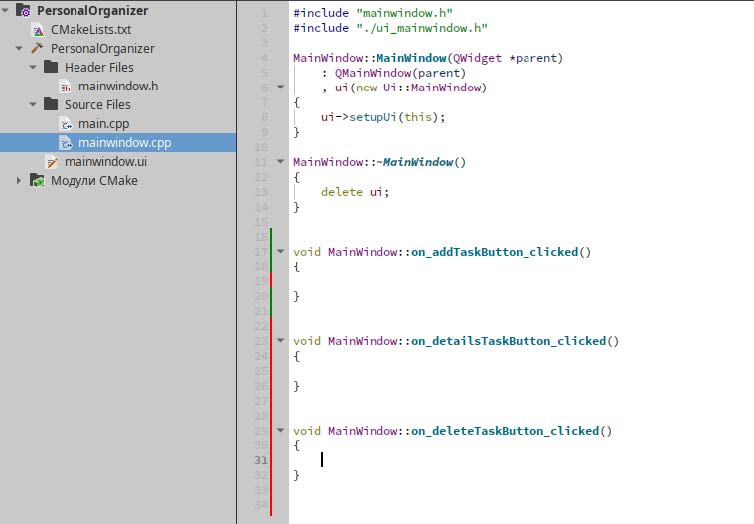 PersonalOrganizer
CMakeLists.txt
PersonalOrganizer
Header Files
mainwindow.h
Source Files
main.cpp
mainwindow.cpp
mainwindow.ui
Модули CMake
1 #include "mainwindow.h"
2 #include "./ui_mainwindow.h"
3
4 MainWindow::MainWindow(QWidget *parent)
5     : QMainWindow(parent)
6     , ui(new Ui::MainWindow)
7 {
8     ui->setupUi(this);
9 }
10
11 MainWindow::~MainWindow()
12 {
13     delete ui;
14 }
15
16
17 void MainWindow::on_addTaskButton_clicked()
18 {
19
20 }
21
22
23 void MainWindow::on_detailsTaskButton_clicked()
24 {
25
26 }
27
28
29 void MainWindow::on_deleteTaskButton_clicked()
30 {
31
32 }
33
34